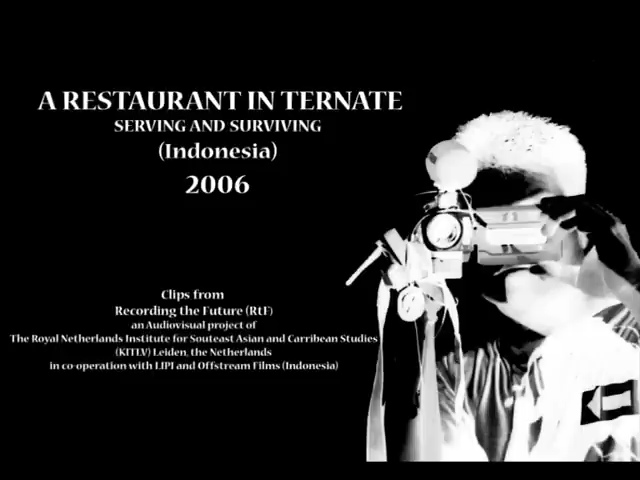 A RESTAURANT IN TERNATE
SERVING AND SURVIVING
(Indonesia)
2006
Clips from
Recording the Future (RtF)
an Audiovisual project of
The Royal Netherlands Institute for Souteast Asian and Carribean Studies
(KITLV) Leiden, the Netherlands
in co-operation with LIPI and Offstream Films (Indonesia)